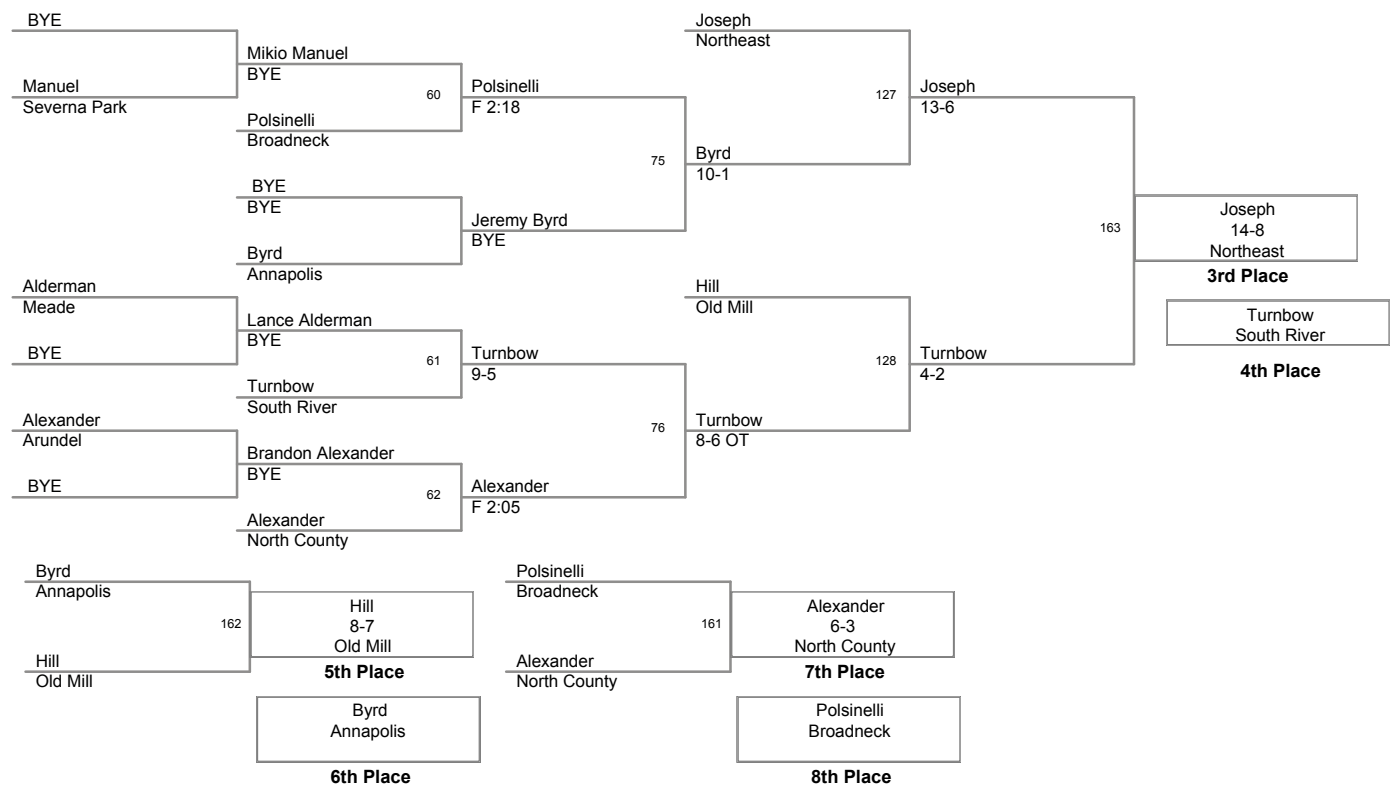 BYE
Manuel
Severna Park
Mikio Manuel
BYE
60
Polsinelli
Broadneck
Polsinelli
F 2:18
BYE
BYE
Byrd
Annapolis
Jeremy Byrd
BYE
75
Byrd
10-1
Joseph
Northeast
127
Joseph
13-6
Alderman
Meade
BYE
Lance Alderman
BYE
61
Turnbow
South River
Turnbow
9-5
Alexander
Arundel
BYE
Brandon Alexander
BYE
62
Alexander
North County
Alexander
F 2:05
76
Turnbow
8-6 OT
Hill
Old Mill
128
Turnbow
4-2
163
Joseph
14-8
Northeast
3rd Place
Turnbow
South River
4th Place
Byrd
Annapolis
162
Hill
Old Mill
Hill
8-7
Old Mill
5th Place
Byrd
Annapolis
6th Place
Polsinelli
Broadneck
161
Alexander
North County
Alexander
6-3
North County
7th Place
Polsinelli
Broadneck
8th Place